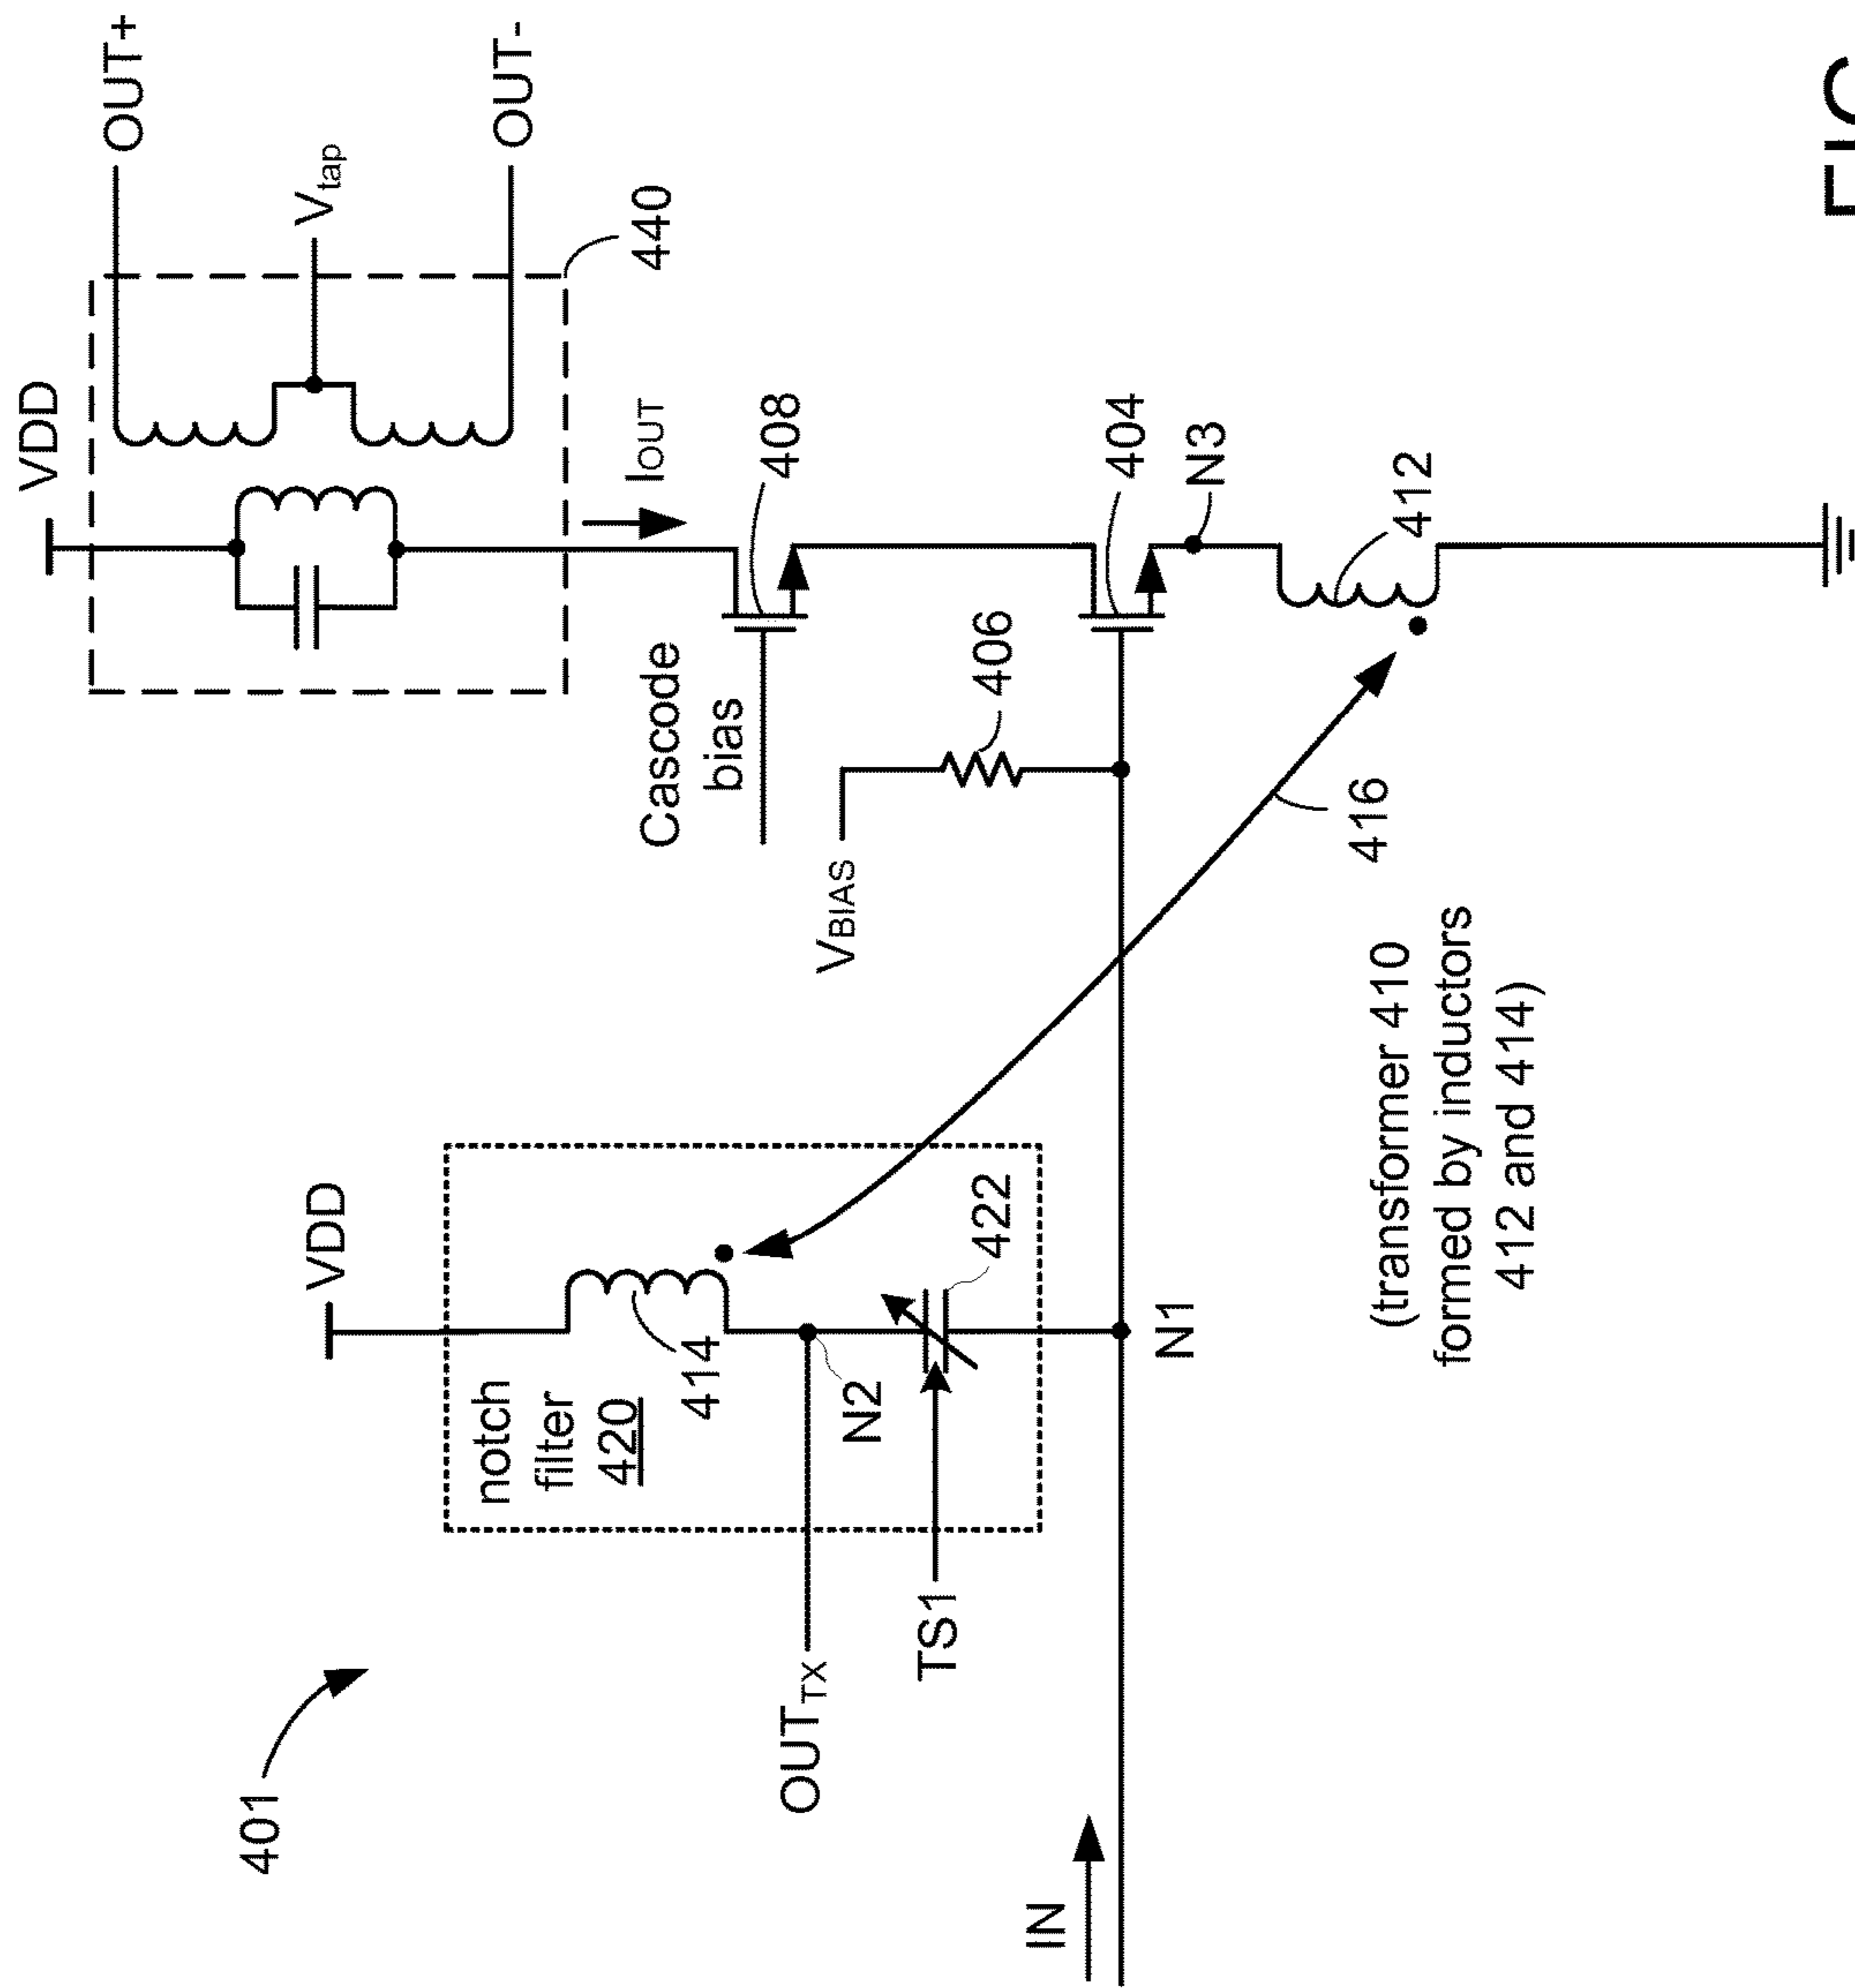 401
VDD
OUT+
VDD
Vtap
OUT-
440
notch
filter
420
414
OUTTX
N2
TS1
422
IOUT
Cascode
bias
408
VBIAS
406
404
IN
N1
N3
416
412
(transformer 410
formed by inductors
412 and 414)